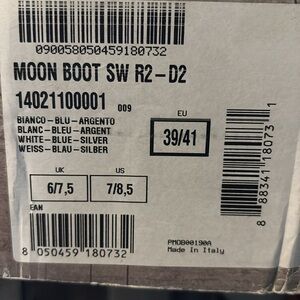 090058050459180732
MOON BOOT SW R2-D2
14021100001 009
BIANCO-BLU-ARGENTO
BLANC-BLEU-ARGENT
WHITE-BLUE-SILVER
WEISS-BLAU-SILBER
EU
39/41
UK
6/7,5
US
7/8,5
EAN
8 050459 180732
PMDB00190A
Made in Italy
8 88341 18073 1